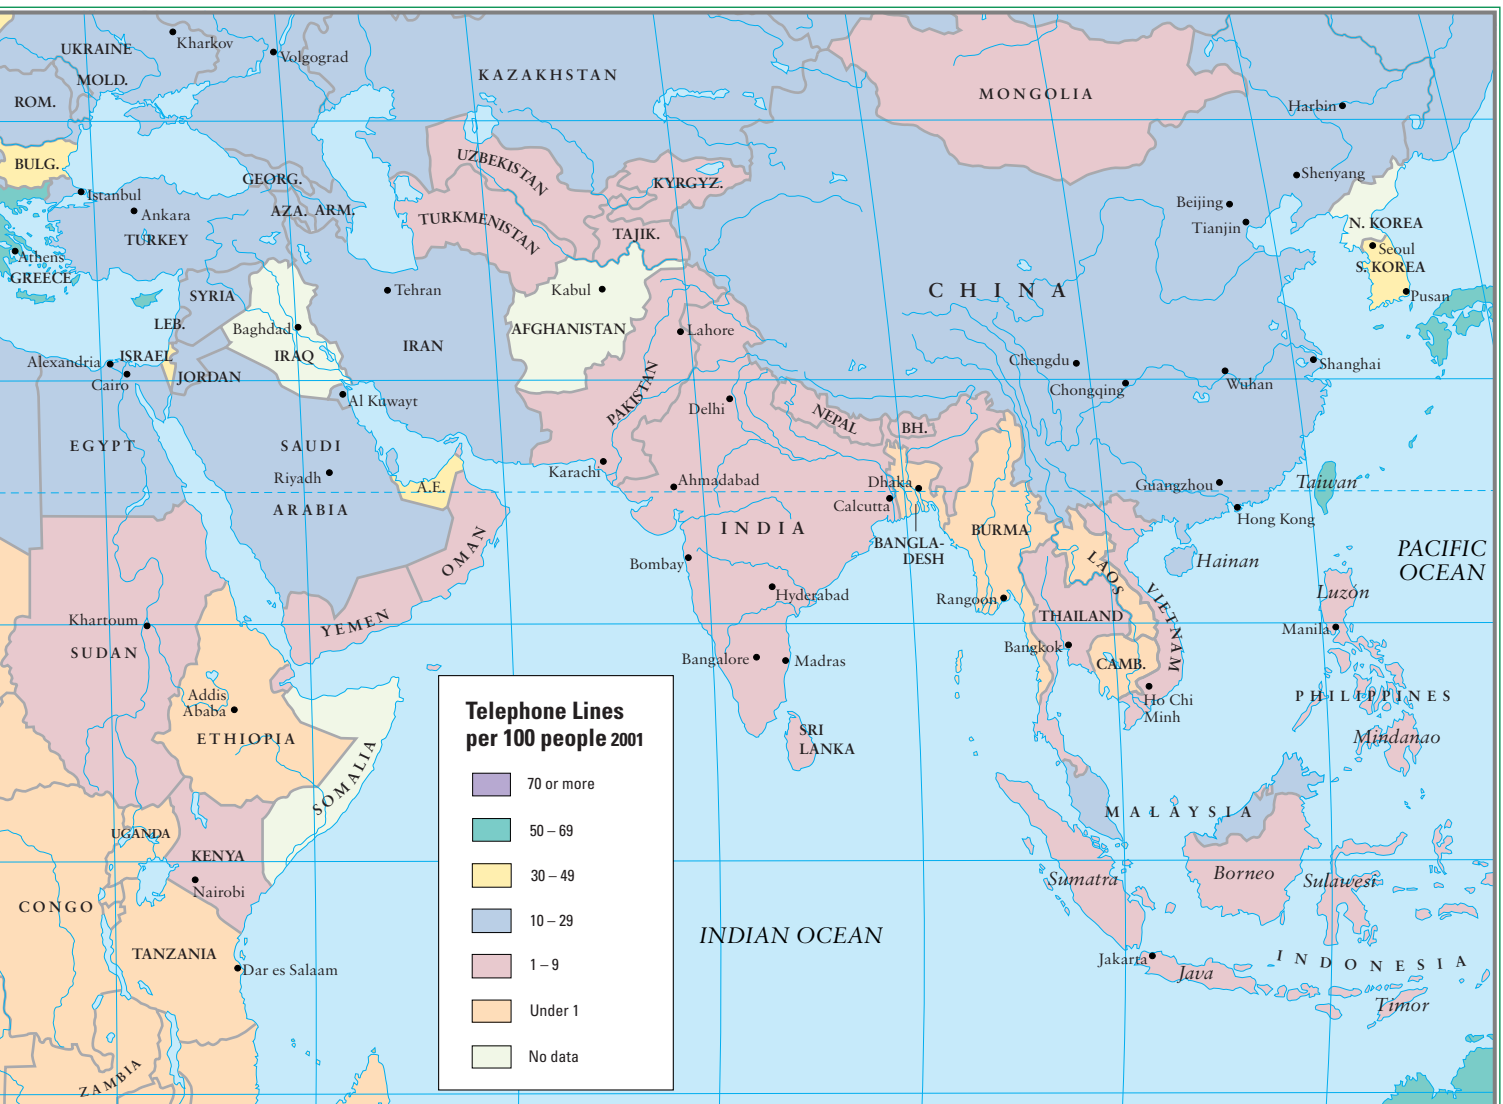 UKRAINE
Kharkov
Volgograd
MOLD.
KAZAKHSTAN
ROM.
MONGOLIA
Harbin
BULG.
UZBEKISTAN
GEORG.
KYRGYZ.
Shenyang
Istanbul
Ankara
AZA. ARM.
TURKMENISTAN
Beijing
Tianjin
N. KOREA
TURKEY
TAJIK.
Athens
GREECE
Seoul
S. KOREA
SYRIA
Tehran
Kabul
CHINA
Pusan
LEB.
Baghdad
AFGHANISTAN
Lahore
Alexandria
ISRAEL
IRAQ
IRAN
Chengdu
Shanghai
Cairo
JORDAN
Al Kuwayt
PAKISTAN
Delhi
Chongqing
Wuhan
NEPAL
BH.
EGYPT
SAUDI
ARABIA
Riyadh
Karachi
A.E.
Ahmadabad
Dhaka
Calcutta
Guangzhou
Taiwan
Hong Kong
OMAN
INDIA
BANGLA-
DESH
BURMA
LAOS
Hainan
PACIFIC
OCEAN
Bombay
Hyderabad
Rangoon
VIETNAM
Luzón
Khartoum
YEMEN
THAILAND
Manila
SUDAN
Bangalore
Madras
Bangkok
CAMB.
Addis
Ababa
Ho Chi
Minh
PHILIPPINES
ETHIOPIA
SRI
LANKA
Mindanao
SOMALIA
MALAYSIA
UGANDA
KENYA
Nairobi
Sumatra
Borneo
Sulawesi
CONGO
INDIAN OCEAN
TANZANIA
Dar es Salaam
Jakarta
Java
INDONESIA
Timor
ZAMBIA
Telephone Lines
per 100 people 2001
70 or more
50 – 69
30 – 49
10 – 29
1 – 9
Under 1
No data